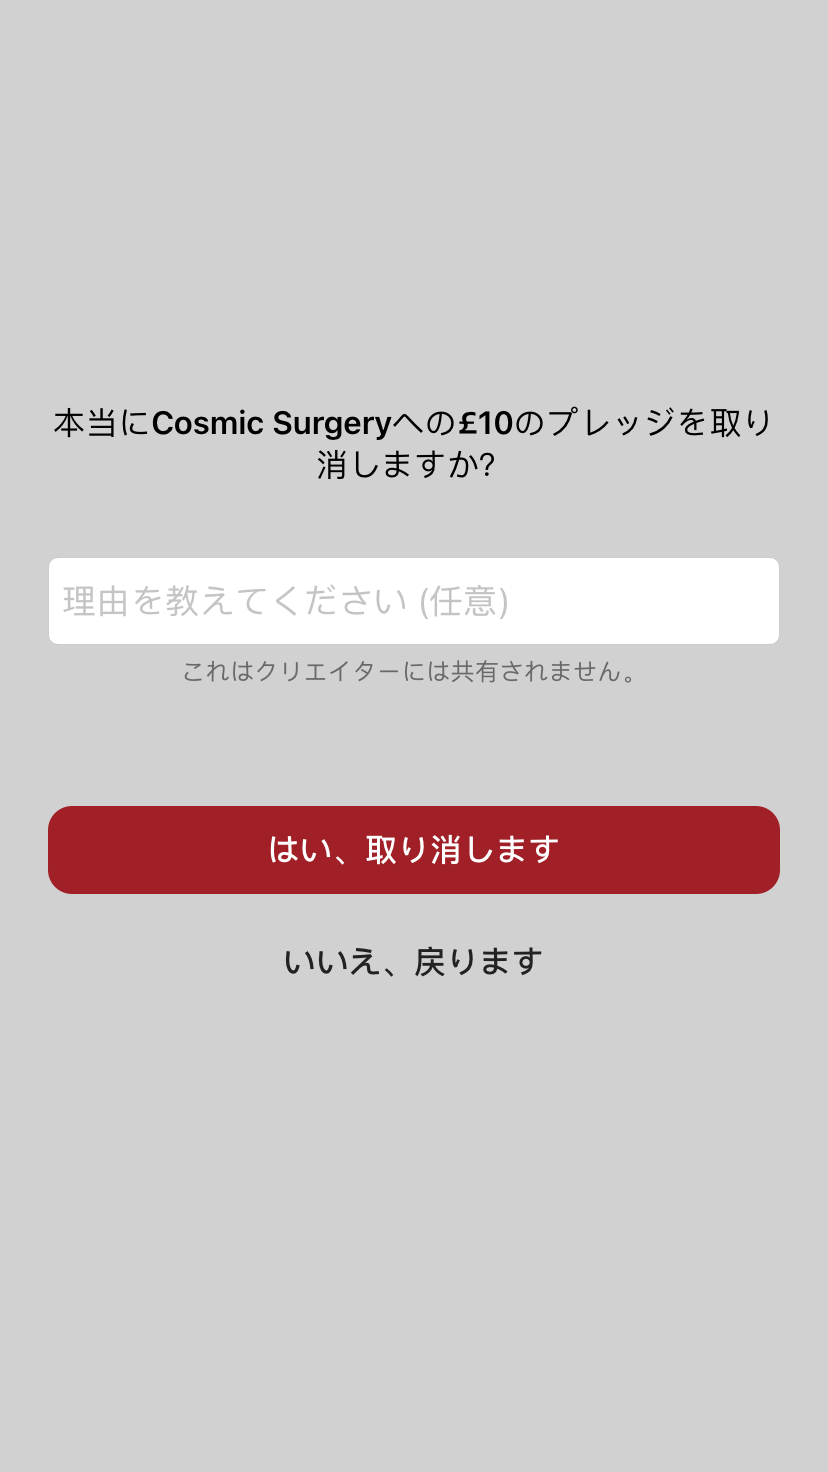 本当にCosmic Surgeryへの£10のプレッジを取り
消しますか?
理由を教えてください (任意)
これはクリエイターには共有されません。
はい、取り消します
いいえ、戻ります